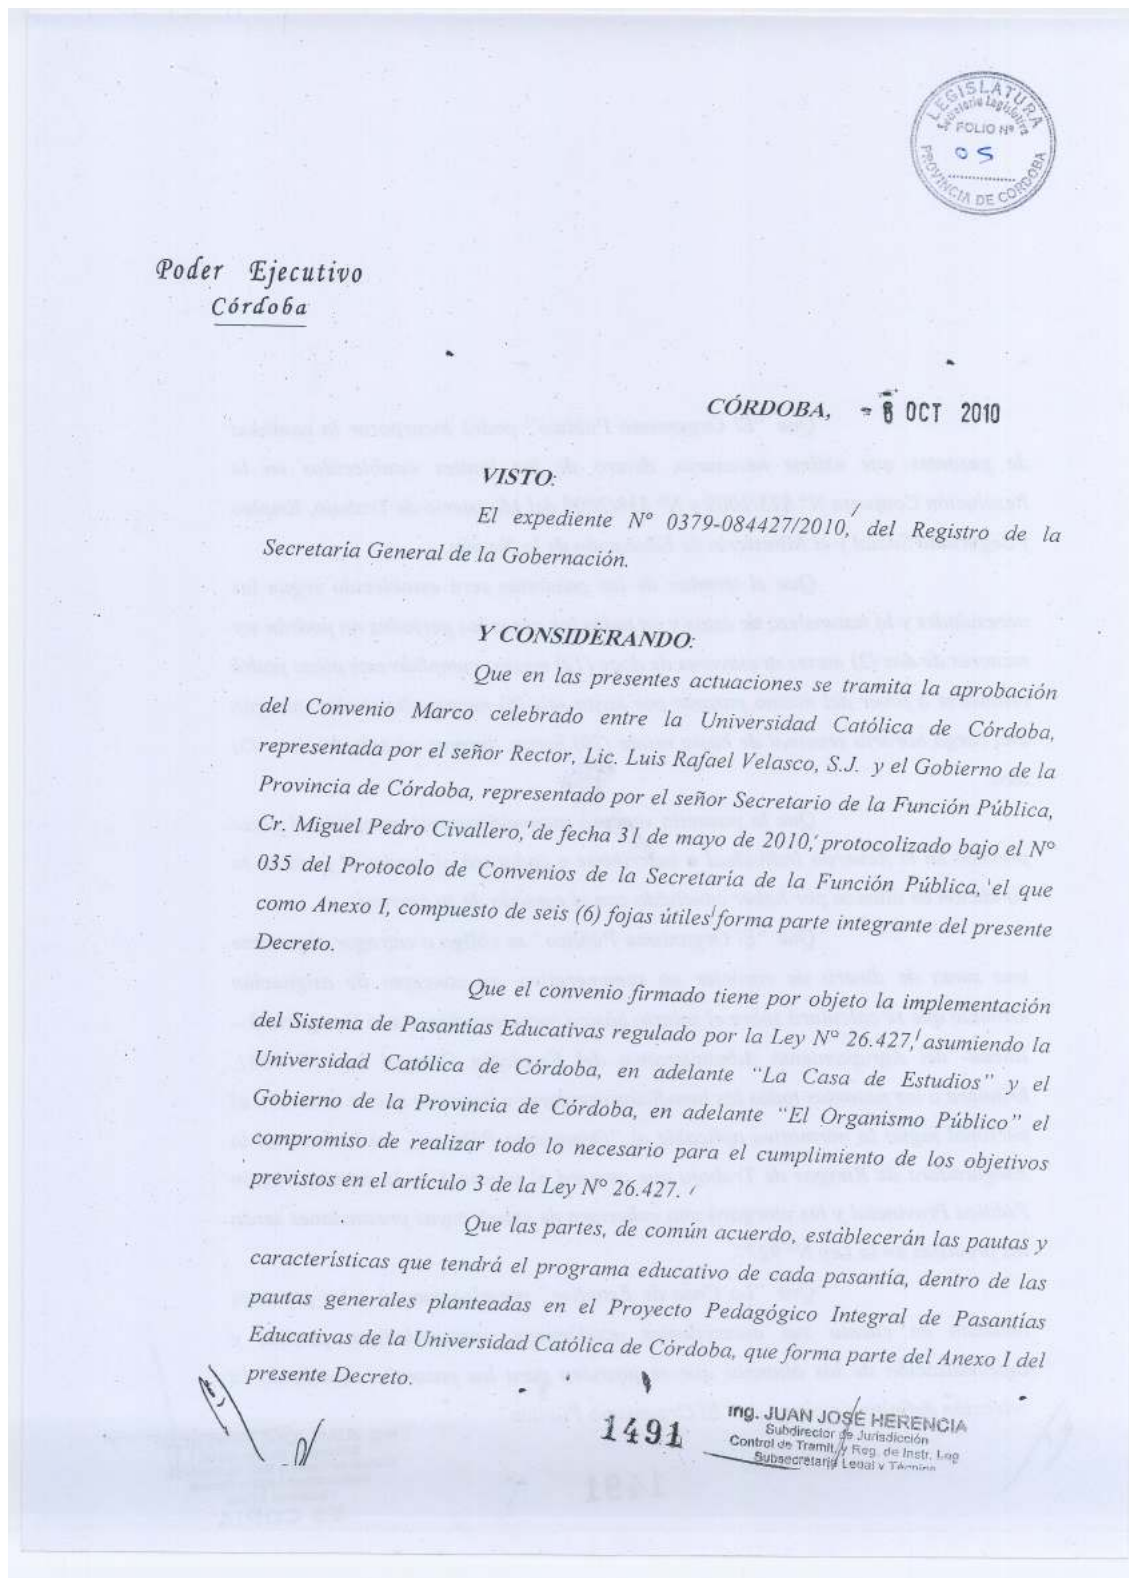 LEGISLATURA
Secretaría Legislativa
FOLIO Nº
05
PROVINCIA DE CORDOBA
Poder Ejecutivo
Córdoba
CÓRDOBA, - 6 OCT 2010
VISTO:
El expediente Nº 0379-084427/2010, del Registro de la
Secretaría General de la Gobernación.
Y CONSIDERANDO:
Que en las presentes actuaciones se tramita la aprobación
del Convenio Marco celebrado entre la Universidad Católica de Córdoba,
representada por el señor Rector, Lic. Luis Rafael Velasco, S.J. y el Gobierno de la
Provincia de Córdoba, representado por el señor Secretario de la Función Pública,
Cr. Miguel Pedro Civallero, de fecha 31 de mayo de 2010, protocolizado bajo el Nº
035 del Protocolo de Convenios de la Secretaría de la Función Pública, el que
como Anexo I, compuesto de seis (6) fojas útiles forma parte integrante del presente
Decreto.
Que el convenio firmado tiene por objeto la implementación
del Sistema de Pasantías Educativas regulado por la Ley Nº 26.427, asumiendo la
Universidad Católica de Córdoba, en adelante "La Casa de Estudios" y el
Gobierno de la Provincia de Córdoba, en adelante "El Organismo Público" el
compromiso de realizar todo lo necesario para el cumplimiento de los objetivos
previstos en el artículo 3 de la Ley Nº 26.427.
Que las partes, de común acuerdo, establecerán las pautas y
características que tendrá el programa educativo de cada pasantía, dentro de las
pautas generales planteadas en el Proyecto Pedagógico Integral de Pasantías
Educativas de la Universidad Católica de Córdoba, que forma parte del Anexo I del
presente Decreto.
1491
Ing. JUAN JOSÉ HERENCIA
Subdirector de Jurisdicción
Control de Tramit. y Reg. de Instr. Leg
Subsecretaría Legal y Técnica